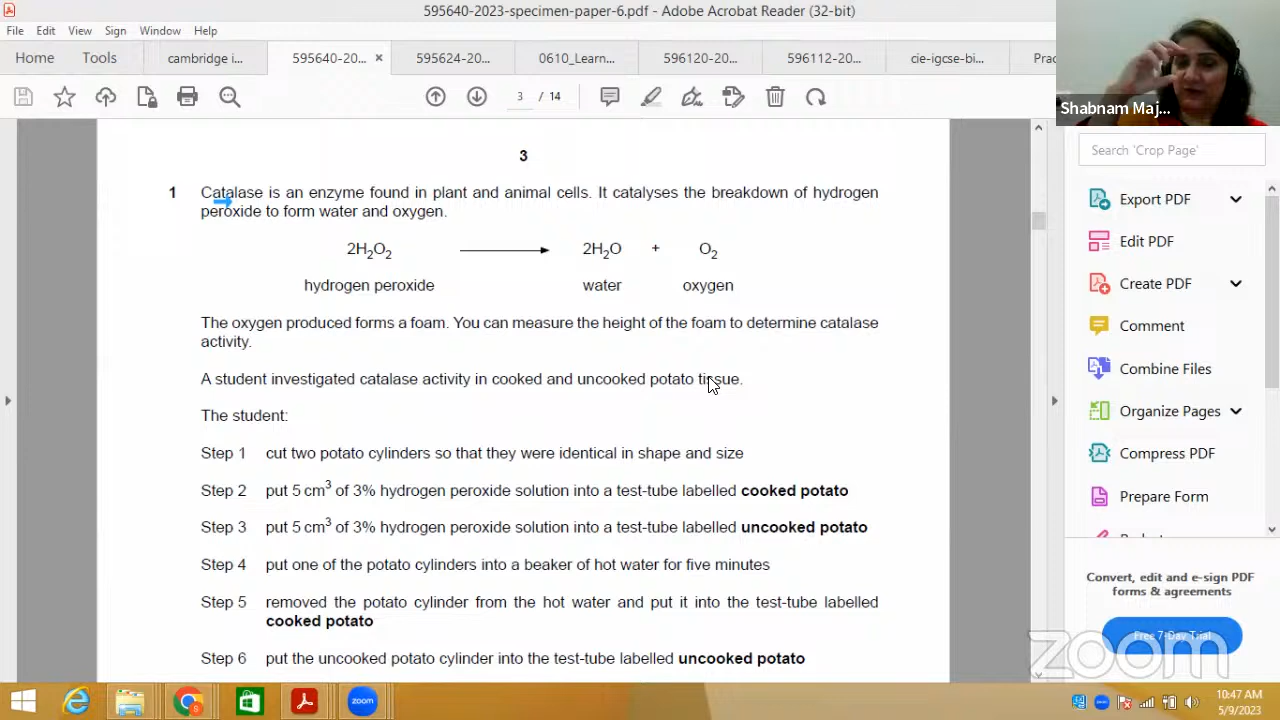 595640-2023-specimen-paper-6.pdf - Adobe Acrobat Reader (32-bit)
File Edit View Sign Window Help
Home Tools cambridge i... 595640-20... × 595624-20... 0610_Learn... 596120-20... 596112-20... cie-igcse-bi... Prac
3 / 14
Shabnam Maj...
Search 'Crop Page'
3
1 Catalase is an enzyme found in plant and animal cells. It catalyses the breakdown of hydrogen
peroxide to form water and oxygen.
2H₂O₂ → 2H₂O + O₂
hydrogen peroxide water oxygen
The oxygen produced forms a foam. You can measure the height of the foam to determine catalase
activity.
A student investigated catalase activity in cooked and uncooked potato tissue.
The student:
Step 1 cut two potato cylinders so that they were identical in shape and size
Step 2 put 5 cm³ of 3% hydrogen peroxide solution into a test-tube labelled cooked potato
Step 3 put 5 cm³ of 3% hydrogen peroxide solution into a test-tube labelled uncooked potato
Step 4 put one of the potato cylinders into a beaker of hot water for five minutes
Step 5 removed the potato cylinder from the hot water and put it into the test-tube labelled
cooked potato
Step 6 put the uncooked potato cylinder into the test-tube labelled uncooked potato
Export PDF
Edit PDF
Create PDF
Comment
Combine Files
Organize Pages
Compress PDF
Prepare Form
Convert, edit and e-sign PDF
forms & agreements
Free 7-Day Trial
zoom
zoom
10:47 AM
5/9/2023